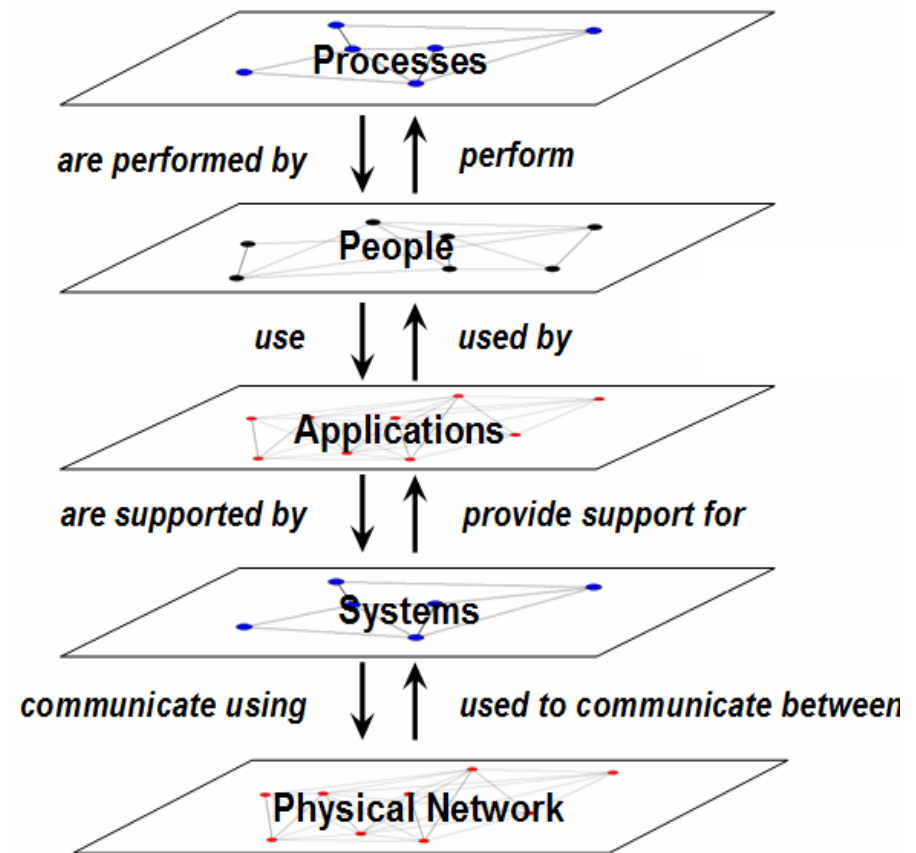 Processes
are performed by
perform
People
use
used by
Applications
are supported by
provide support for
Systems
communicate using
used to communicate between
Physical Network